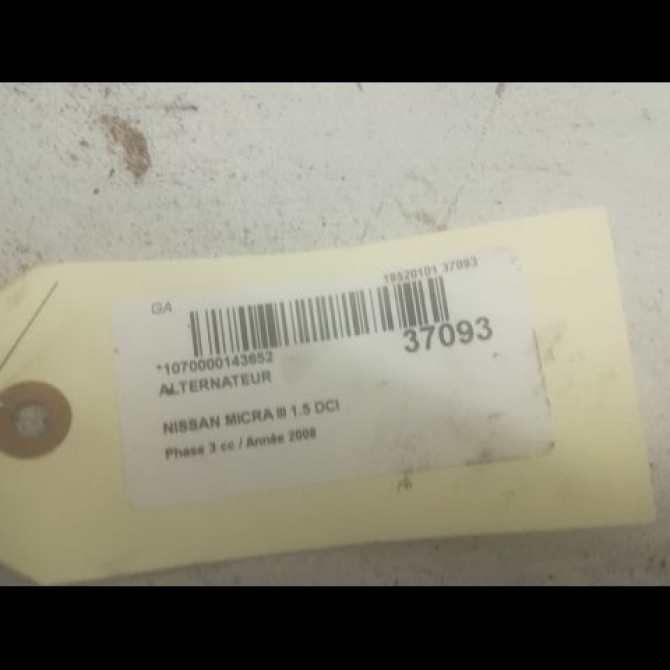 GA
18520101 37093
*1070000143652
37093
ALTERNATEUR
NISSAN MICRA III 1.5 DCI
Phase 3 cc / Année 2008